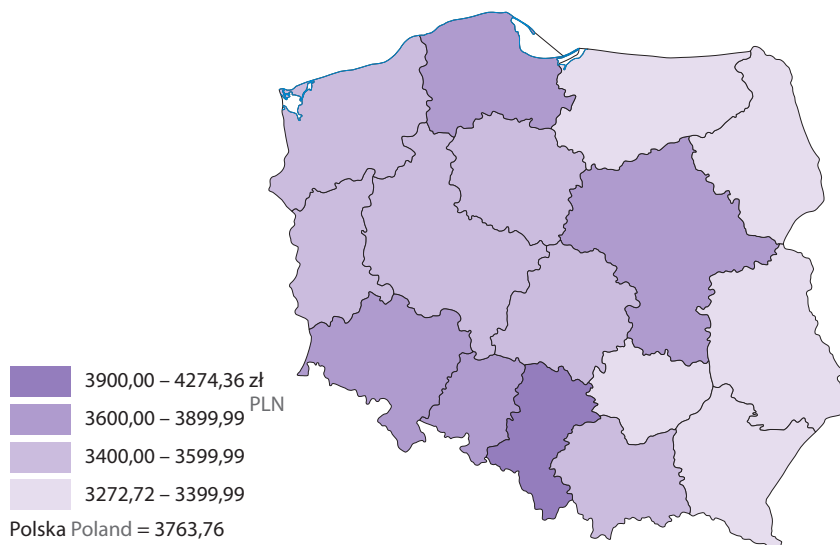 3900,00 – 4274,36 zł
PLN
3600,00 – 3899,99
3400,00 – 3599,99
3272,72 – 3399,99
Polska Poland = 3763,76